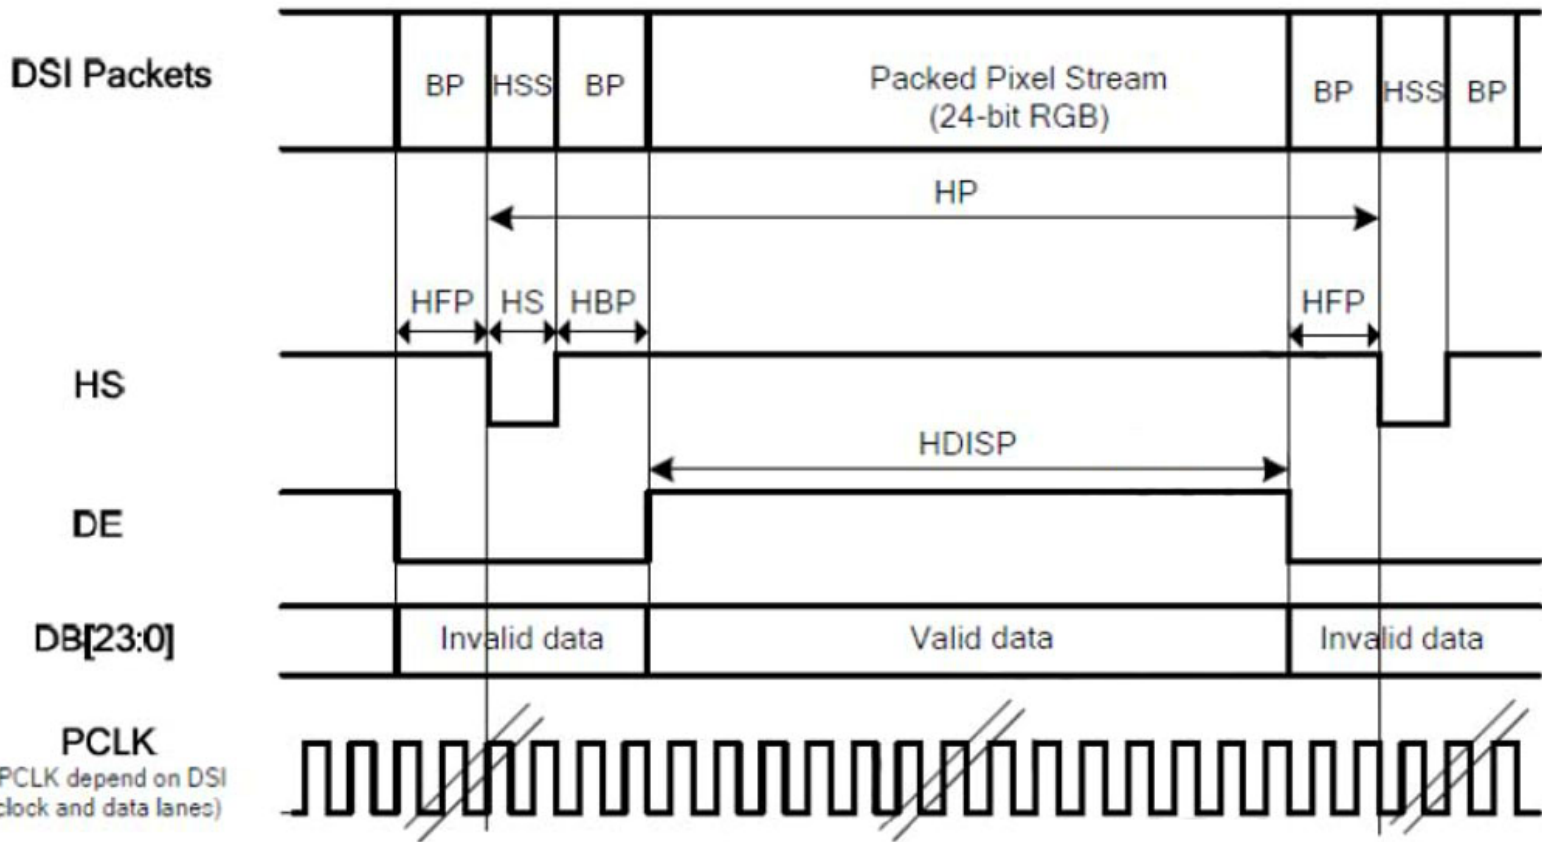 DSI Packets
BP
HSS
BP
Packed Pixel Stream
(24-bit RGB)
BP
HSS
BP
HP
HFP
HS
HBP
HFP
HS
HDISP
DE
DB[23:0]
Invalid data
Valid data
Invalid data
PCLK
PCLK depend on DSI
clock and data lanes)